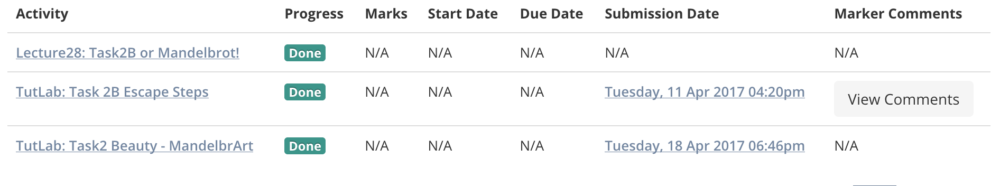 Activity Progress Marks Start Date Due Date Submission Date Marker Comments
Lecture28: Task2B or Mandelbrot! Done N/A N/A N/A N/A N/A
TutLab: Task 2B Escape Steps Done N/A N/A N/A Tuesday, 11 Apr 2017 04:20pm View Comments
TutLab: Task2 Beauty - MandelbrArt Done N/A N/A N/A Tuesday, 18 Apr 2017 06:46pm N/A